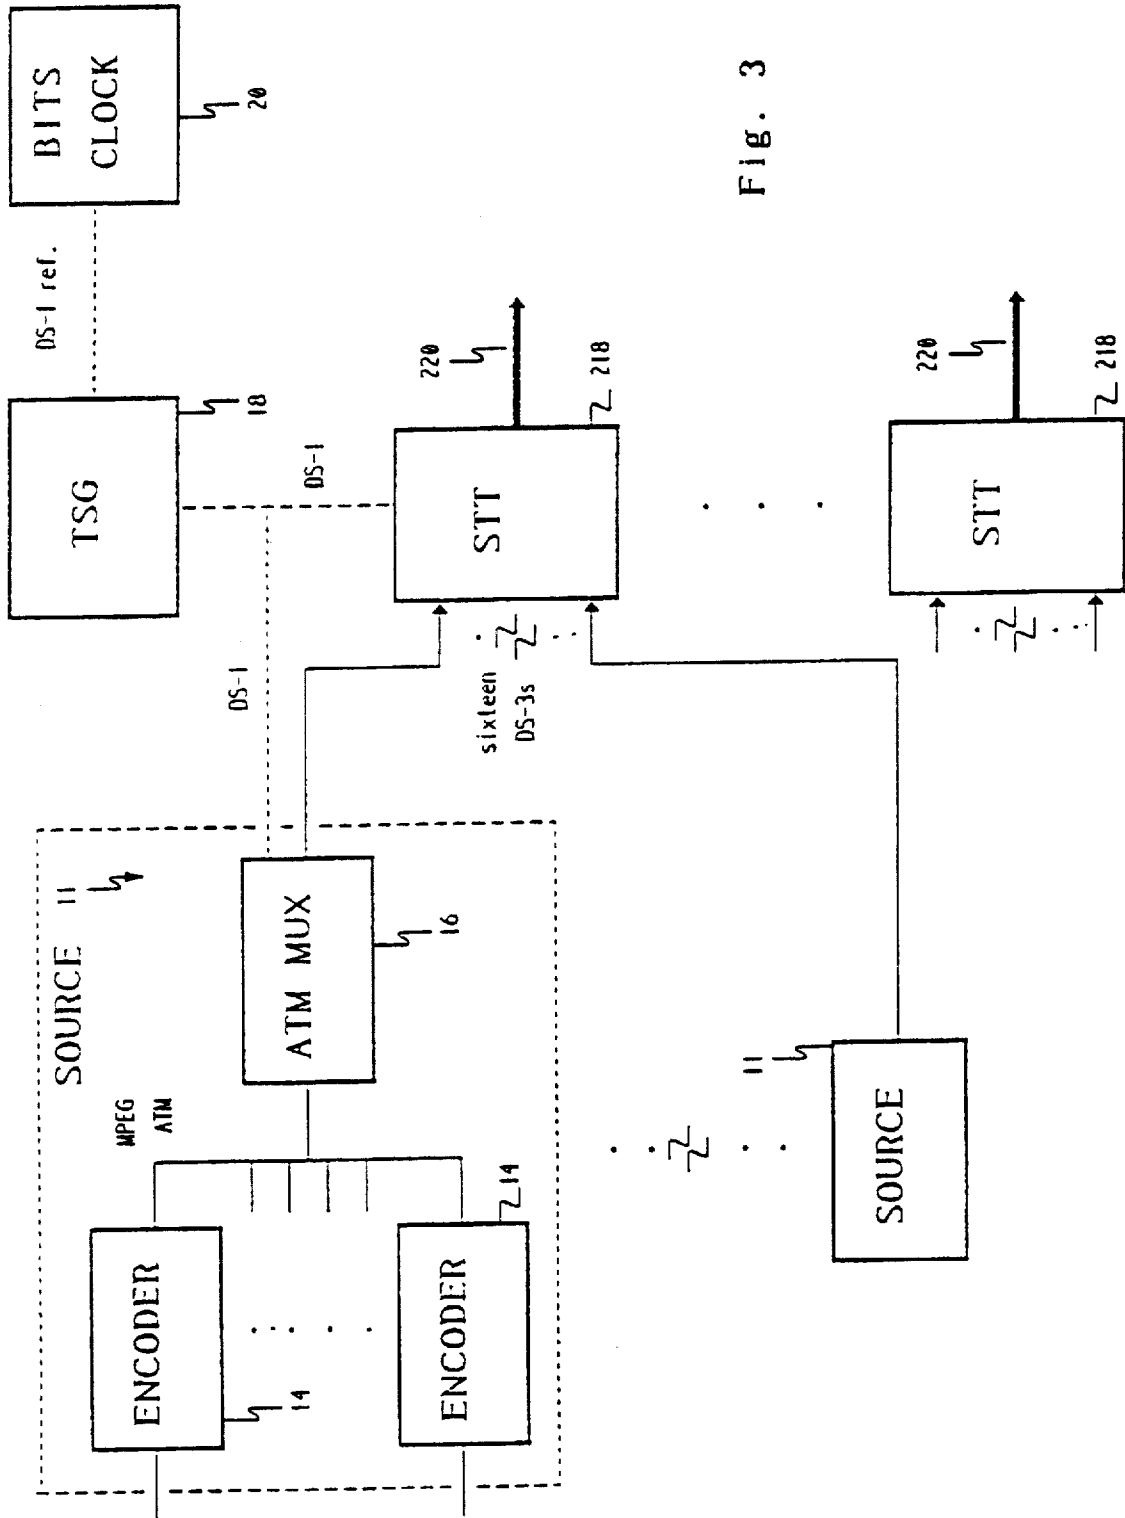 BITS
CLOCK
20
DS-1 ref.
TSG
18
DS-1
DS-1
SOURCE 11
ENCODER
14
ENCODER
14
MPEG
ATM
ATM MUX
16
sixteen
DS-3s
STT
220
218
STT
220
218
SOURCE
11
Fig. 3